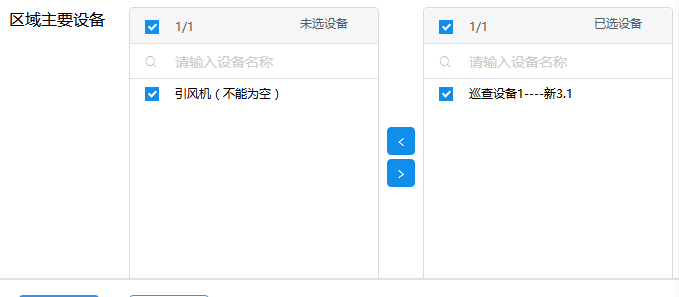 区域主要设备
1/1 未选设备
请输入设备名称
引风机（不能为空）
<
>
1/1 已选设备
请输入设备名称
巡查设备1----新3.1